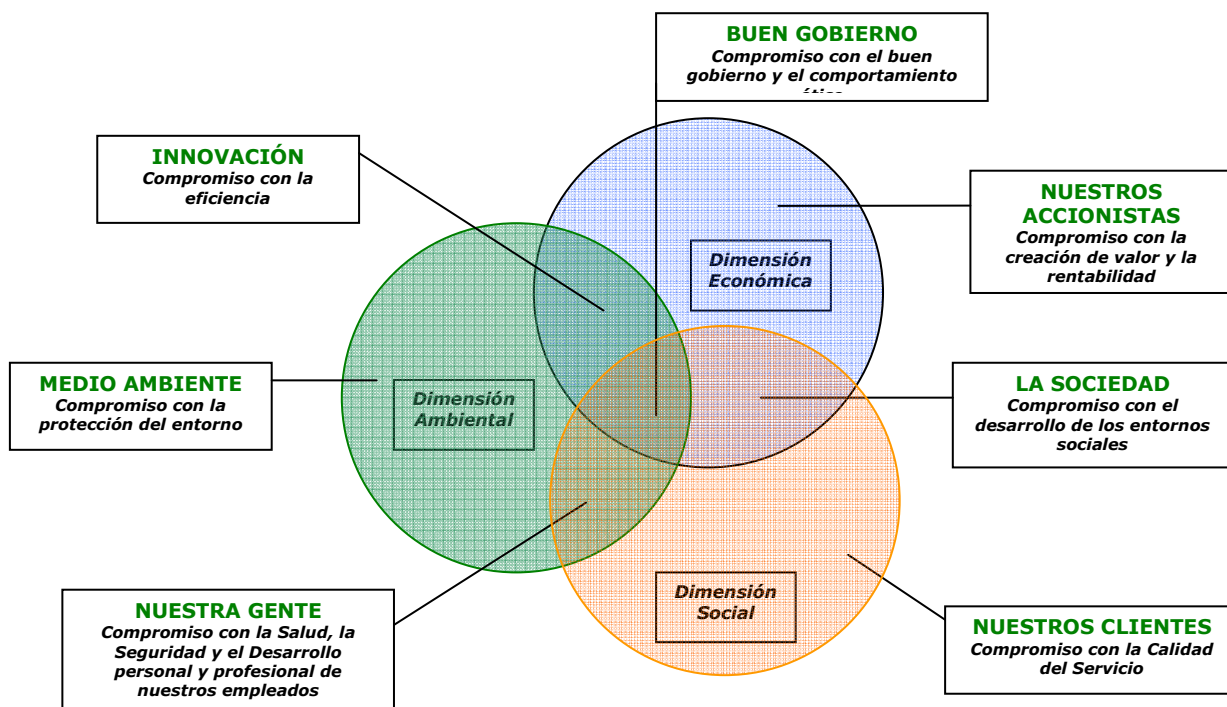 BUEN GOBIERNO
Compromiso con el buen
gobierno y el comportamiento
INNOVACIÓN
Compromiso con la
eficiencia
NUESTROS
ACCIONISTAS
Compromiso con la
creación de valor y la
rentabilidad
Dimensión
Económica
MEDIO AMBIENTE
Compromiso con la
protección del entorno
Dimensión
Ambiental
LA SOCIEDAD
Compromiso con el
desarrollo de los entornos
sociales
NUESTRA GENTE
Compromiso con la Salud, la
Seguridad y el Desarrollo
personal y profesional de
nuestros empleados
Dimensión
Social
NUESTROS CLIENTES
Compromiso con la Calidad
del Servicio